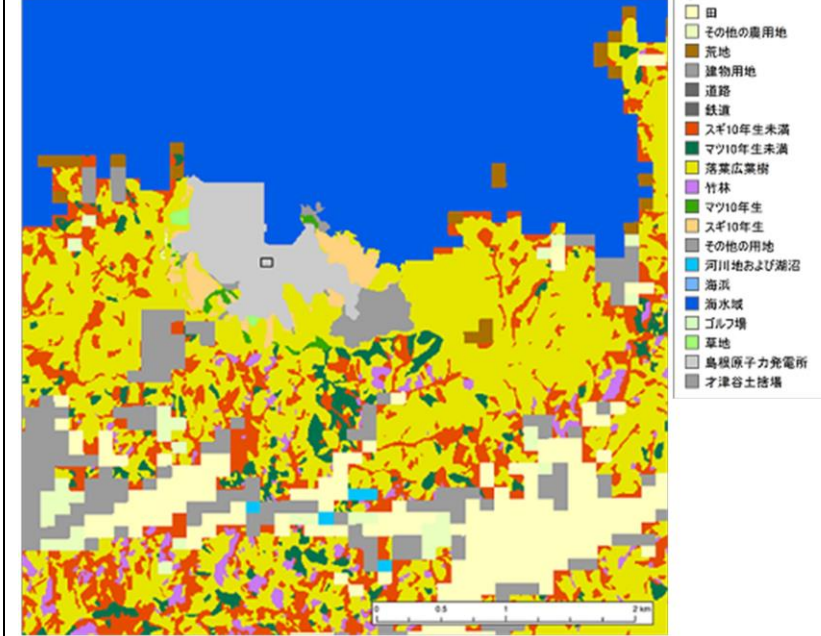 田
その他の農用地
荒地
建物用地
道路
鉄道
スギ10年生未満
マツ10年生未満
落葉広葉樹
竹林
マツ10年生
スギ10年生
その他の用地
河川地および湖沼
海浜
海水域
ゴルフ場
草地
島根原子力発電所
才津谷土捨場
0 0.5 1 2 km